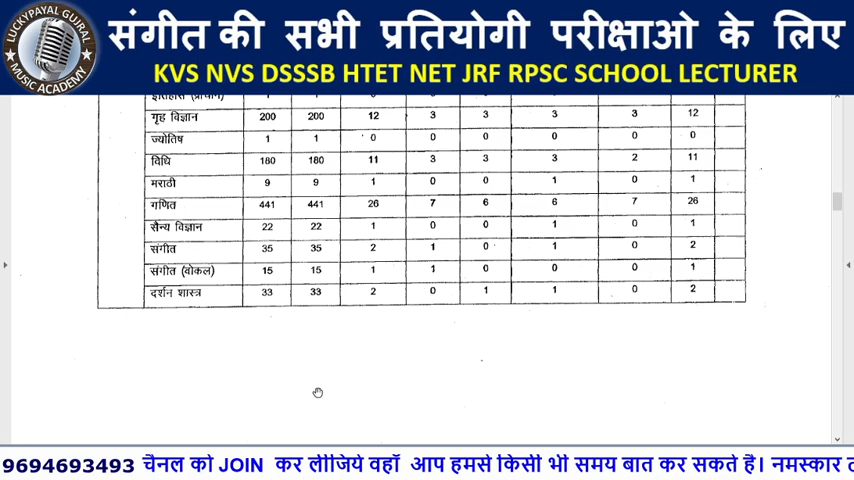 LUCKYPAYAL GURAL
MUSIC ACADEMY
संगीत की सभी प्रतियोगी परीक्षाओ के लिए
KVS NVS DSSSB HTET NET JRF RPSC SCHOOL LECTURER
गृह विज्ञान 200 200 12 3 3 3 3 12
ज्योतिष 1 1 0 0 0 0 0 0
विधि 180 180 11 3 3 3 2 11
मराठी 9 9 1 0 0 1 0 1
गणित 441 441 26 7 6 6 7 26
सैन्य विज्ञान 22 22 1 0 0 1 0 1
संगीत 35 35 2 1 0 1 0 2
संगीत (वोकल) 15 15 1 1 0 0 0 1
दर्शन शास्त्र 33 33 2 0 1 1 0 2
9694693493 चैनल को JOIN कर लीजिये वहाॅ आप हमसे किसी भी समय बात कर सकते है। नमस्कार